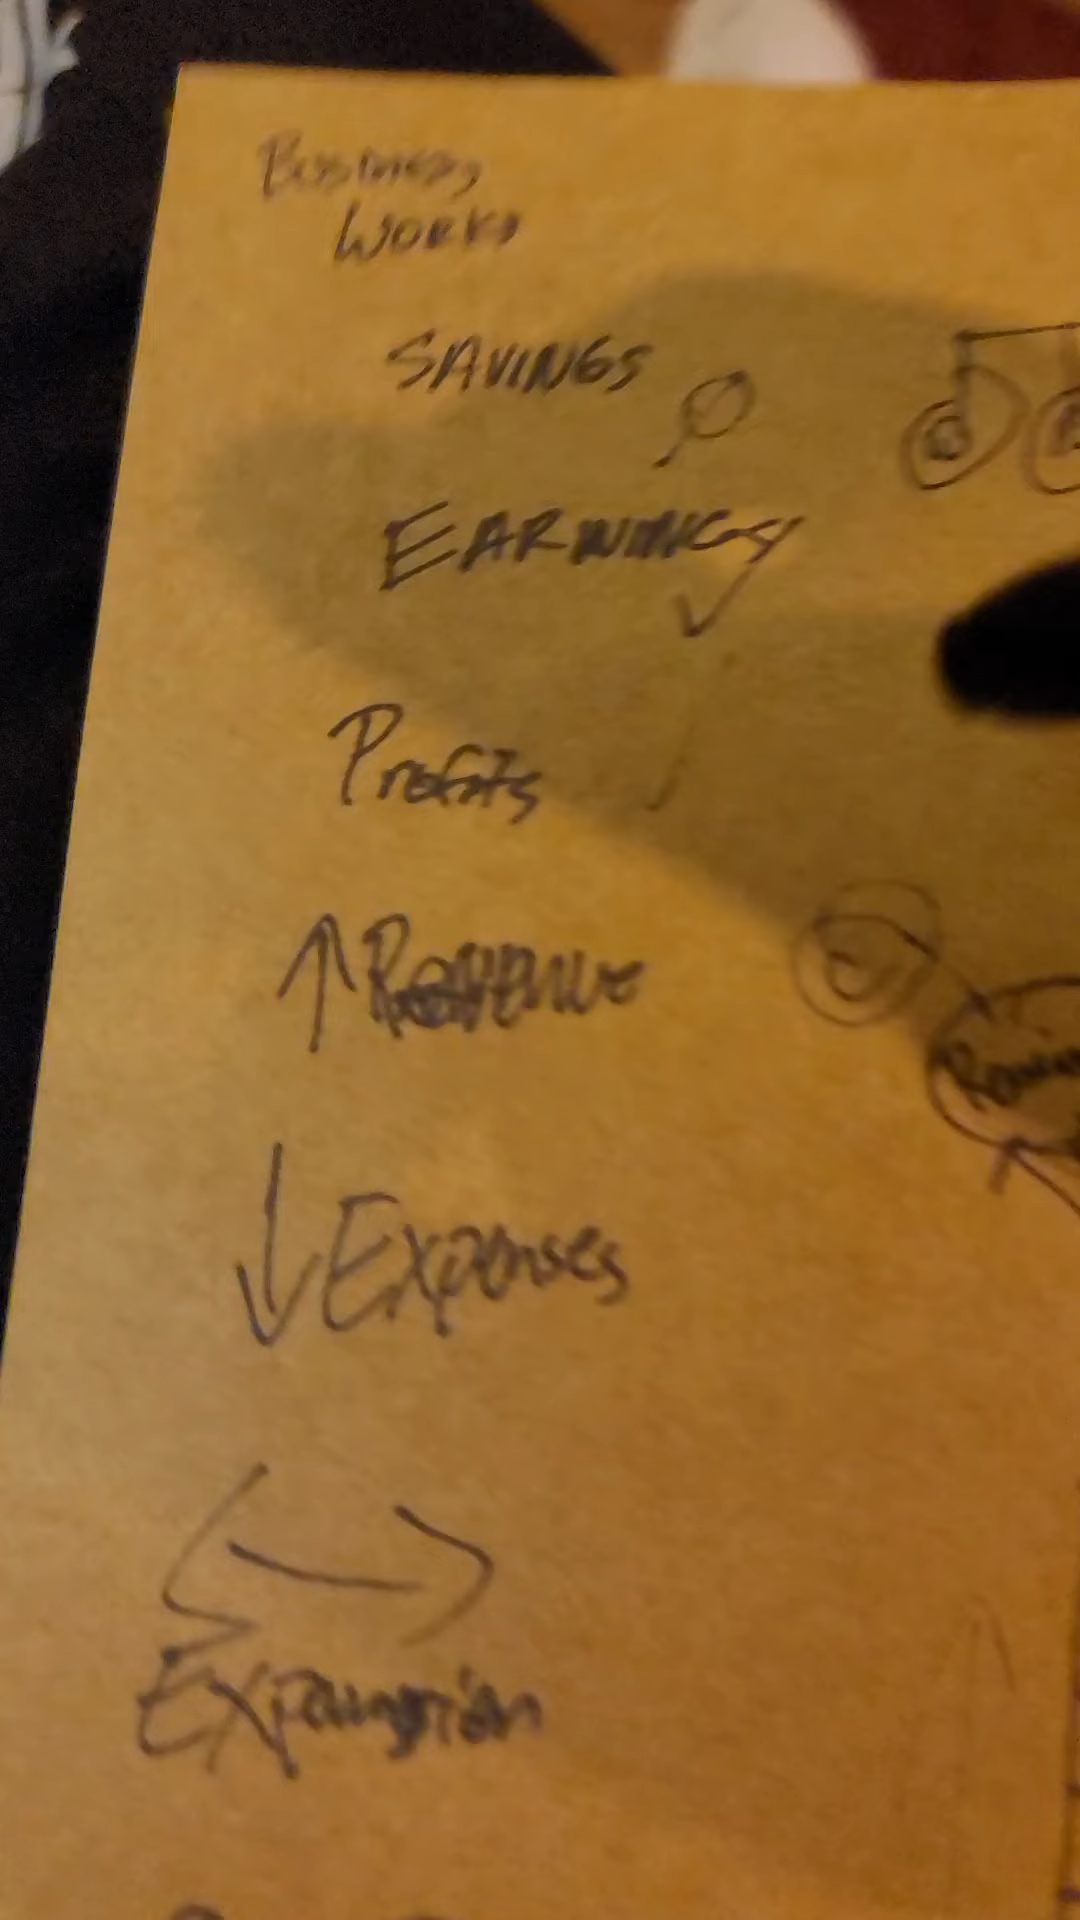 Business
Works
SAVINGS
EARNINGS
Profits
↑ Revenue
↓ Expenses
Expansion